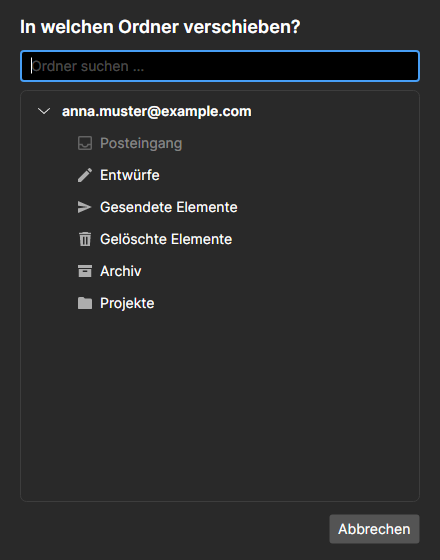 In welchen Ordner verschieben?
Ordner suchen ...
anna.muster@example.com
Posteingang
Entwürfe
Gesendete Elemente
Gelöschte Elemente
Archiv
Projekte
Abbrechen